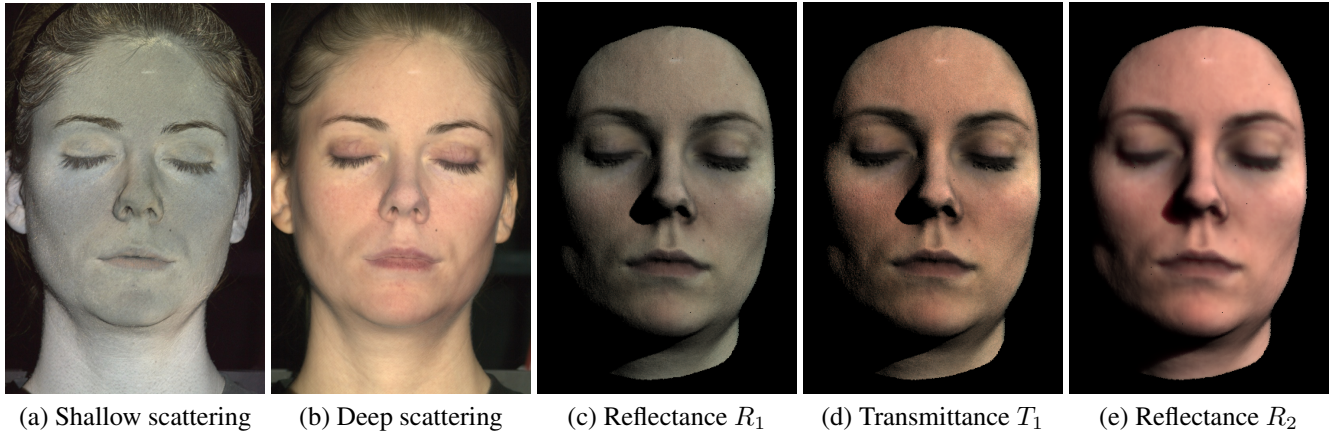 (a) Shallow scattering (b) Deep scattering (c) Reflectance R₁ (d) Transmittance T₁ (e) Reflectance R₂